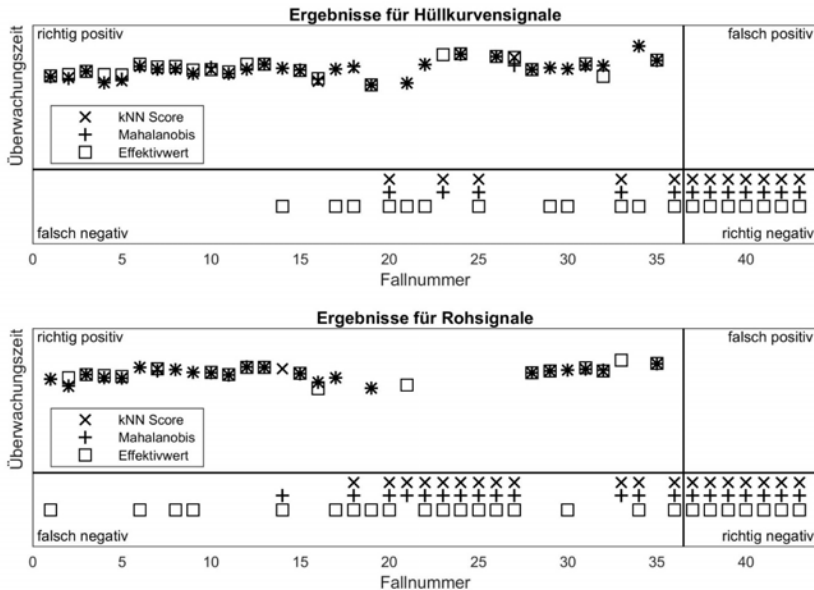 Ergebnisse für Hüllkurvensignale
richtig positiv
falsch positiv
Überwachungszeit
kNN Score
Mahalanobis
Effektivwert
falsch negativ
richtig negativ
0 5 10 15 20 25 30 35 40
Fallnummer
Ergebnisse für Rohsignale
richtig positiv
falsch positiv
Überwachungszeit
kNN Score
Mahalanobis
Effektivwert
falsch negativ
richtig negativ
0 5 10 15 20 25 30 35 40
Fallnummer